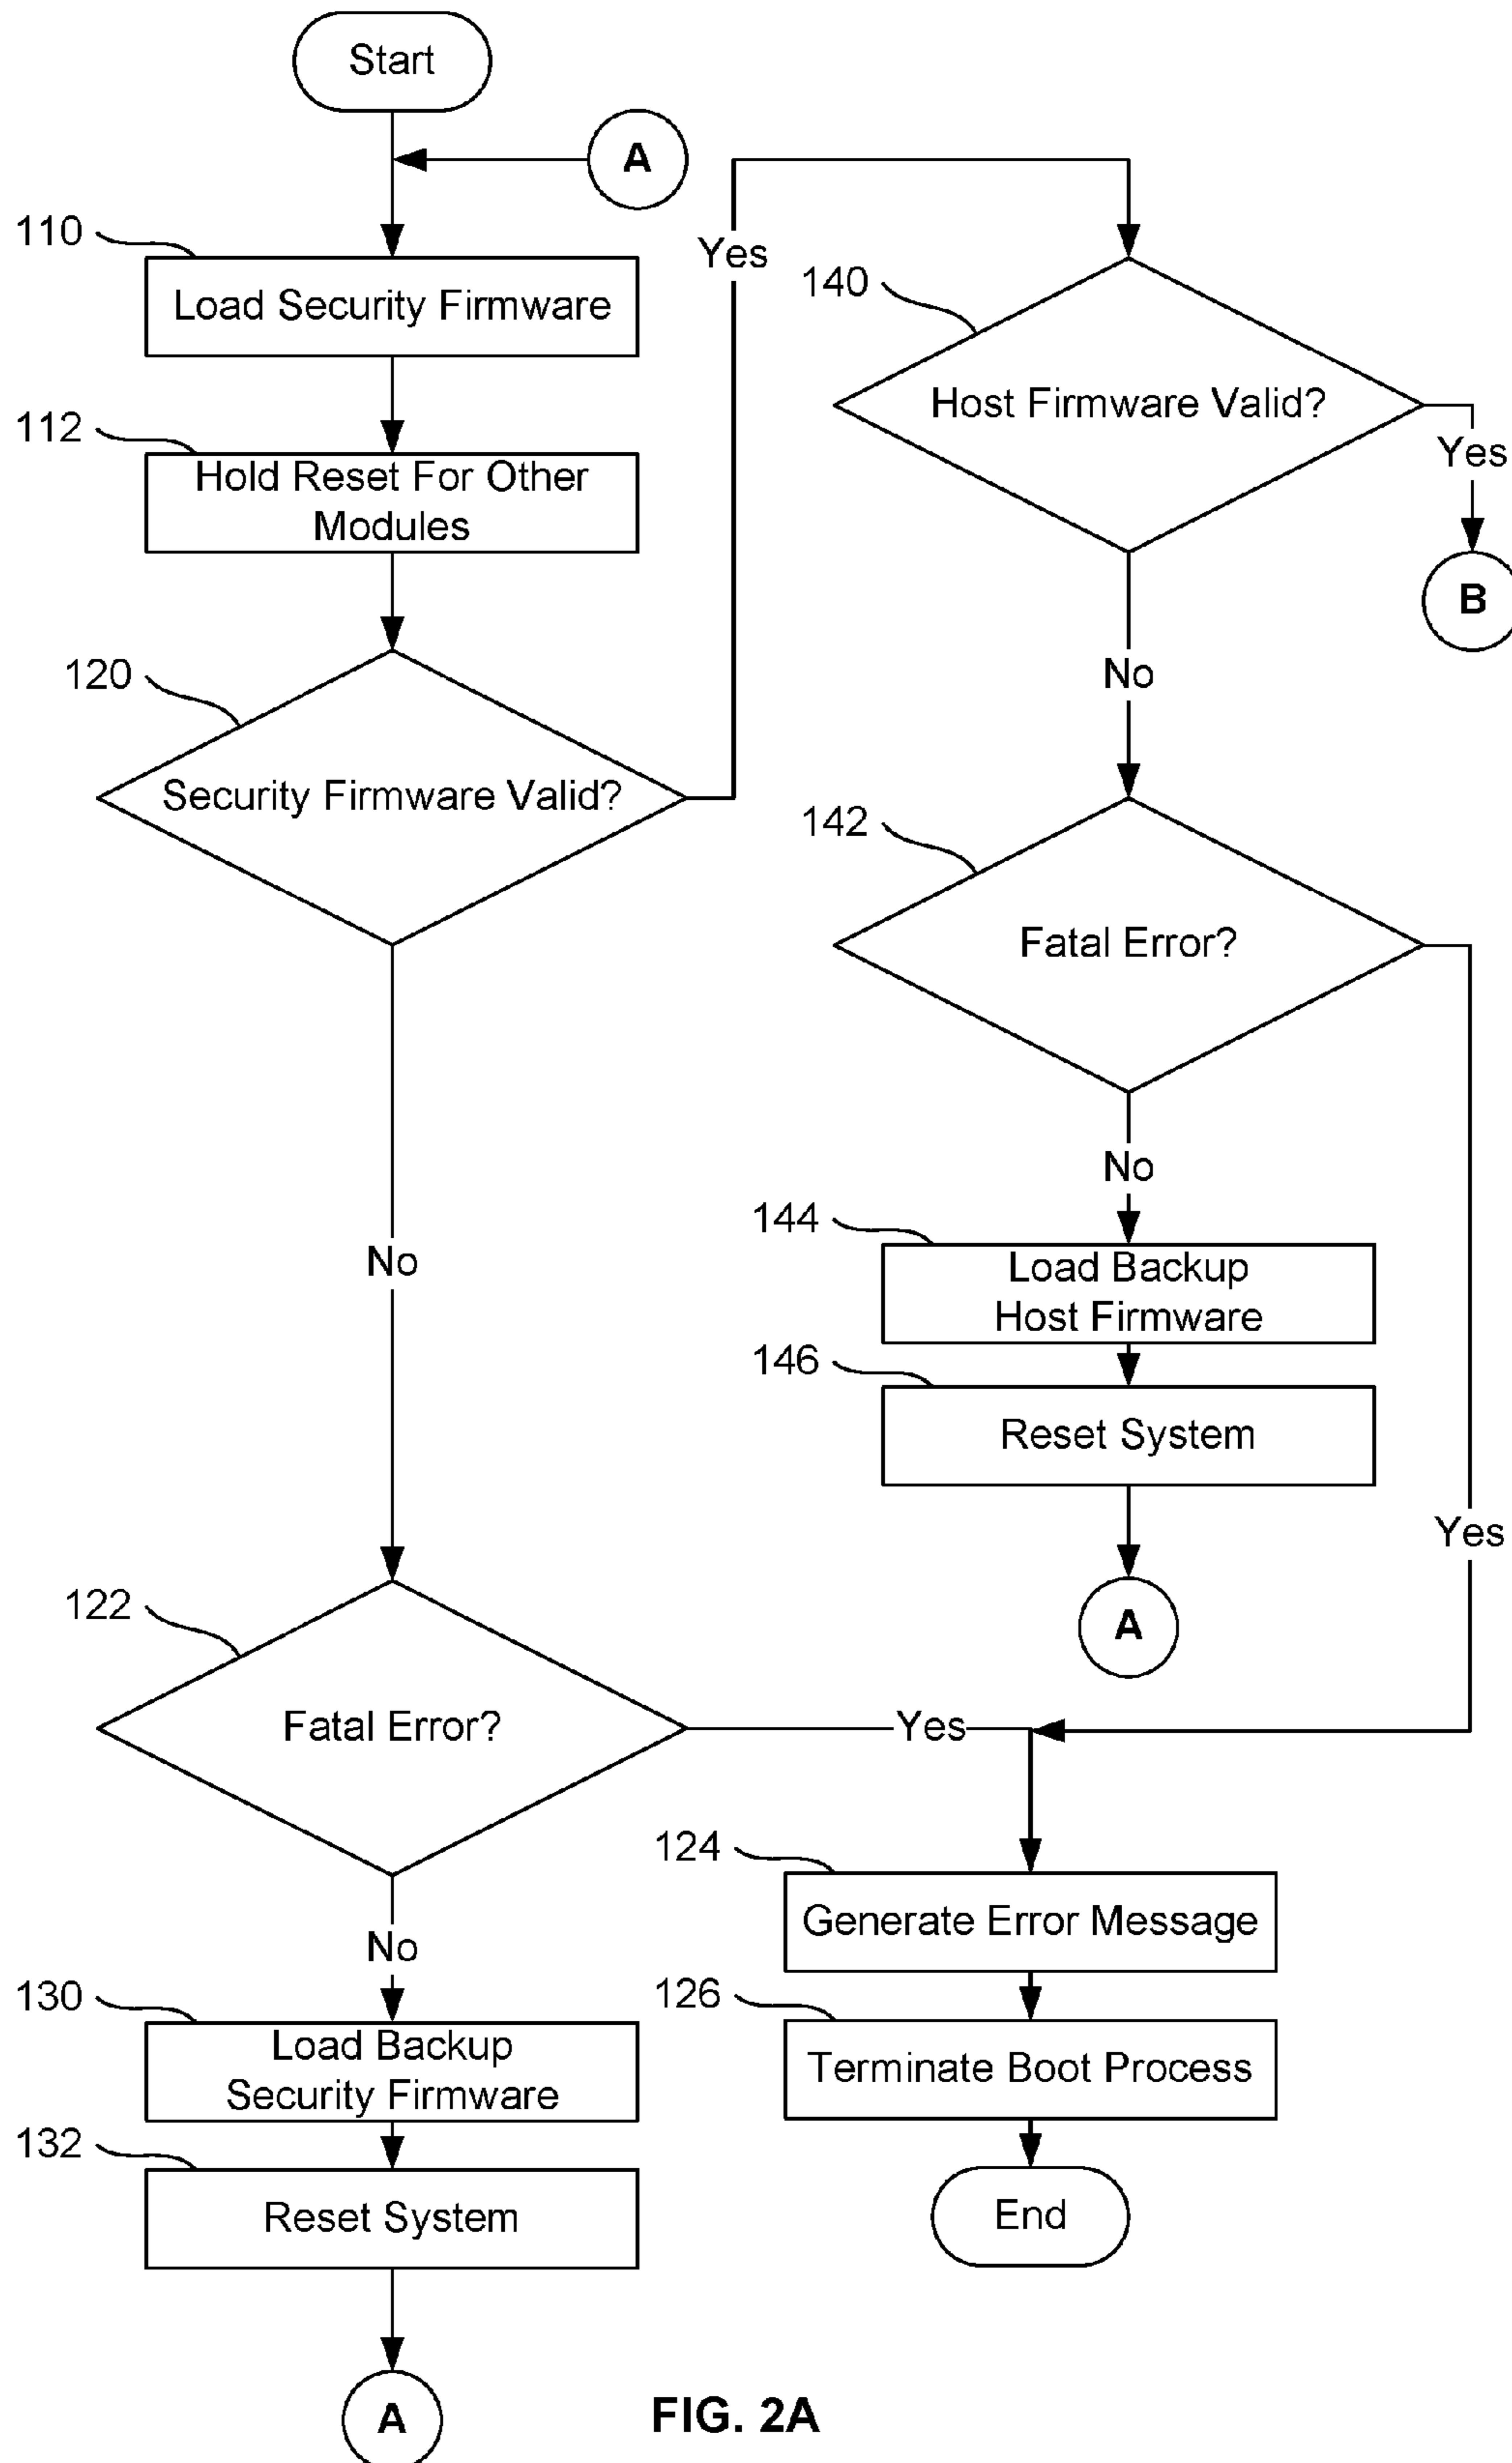 Start
A
110
Load Security Firmware
112
Hold Reset For Other
Modules
120
Security Firmware Valid?
Yes
No
122
Fatal Error?
Yes
No
130
Load Backup
Security Firmware
132
Reset System
A
140
Host Firmware Valid?
Yes
B
No
142
Fatal Error?
Yes
No
144
Load Backup
Host Firmware
146
Reset System
A
124
Generate Error Message
126
Terminate Boot Process
End
FIG. 2A